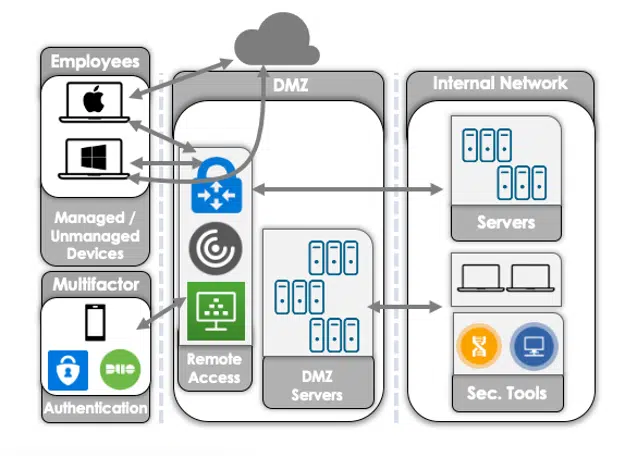 Employees
Managed /
Unmanaged
Devices
Multifactor
DUO
Authentication
DMZ
Remote
Access
DMZ
Servers
Internal Network
Servers
Sec. Tools